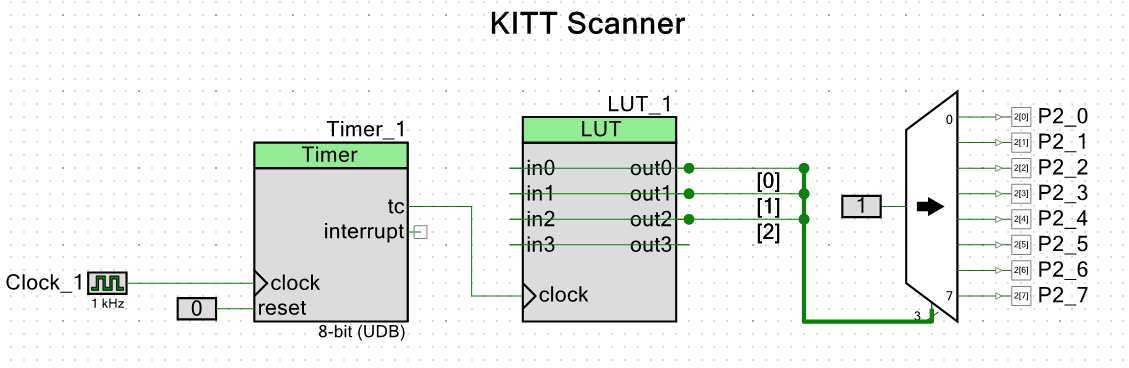 KITT Scanner
Timer_1
Timer
tc
interrupt
clock
reset
8-bit (UDB)
Clock_1
1 kHz
0
LUT_1
LUT
in0 out0
in1 out1
in2 out2
in3 out3
clock
[0]
[1]
[2]
1
0
7
3
2[0] P2_0
2[1] P2_1
2[2] P2_2
2[3] P2_3
2[4] P2_4
2[5] P2_5
2[6] P2_6
2[7] P2_7